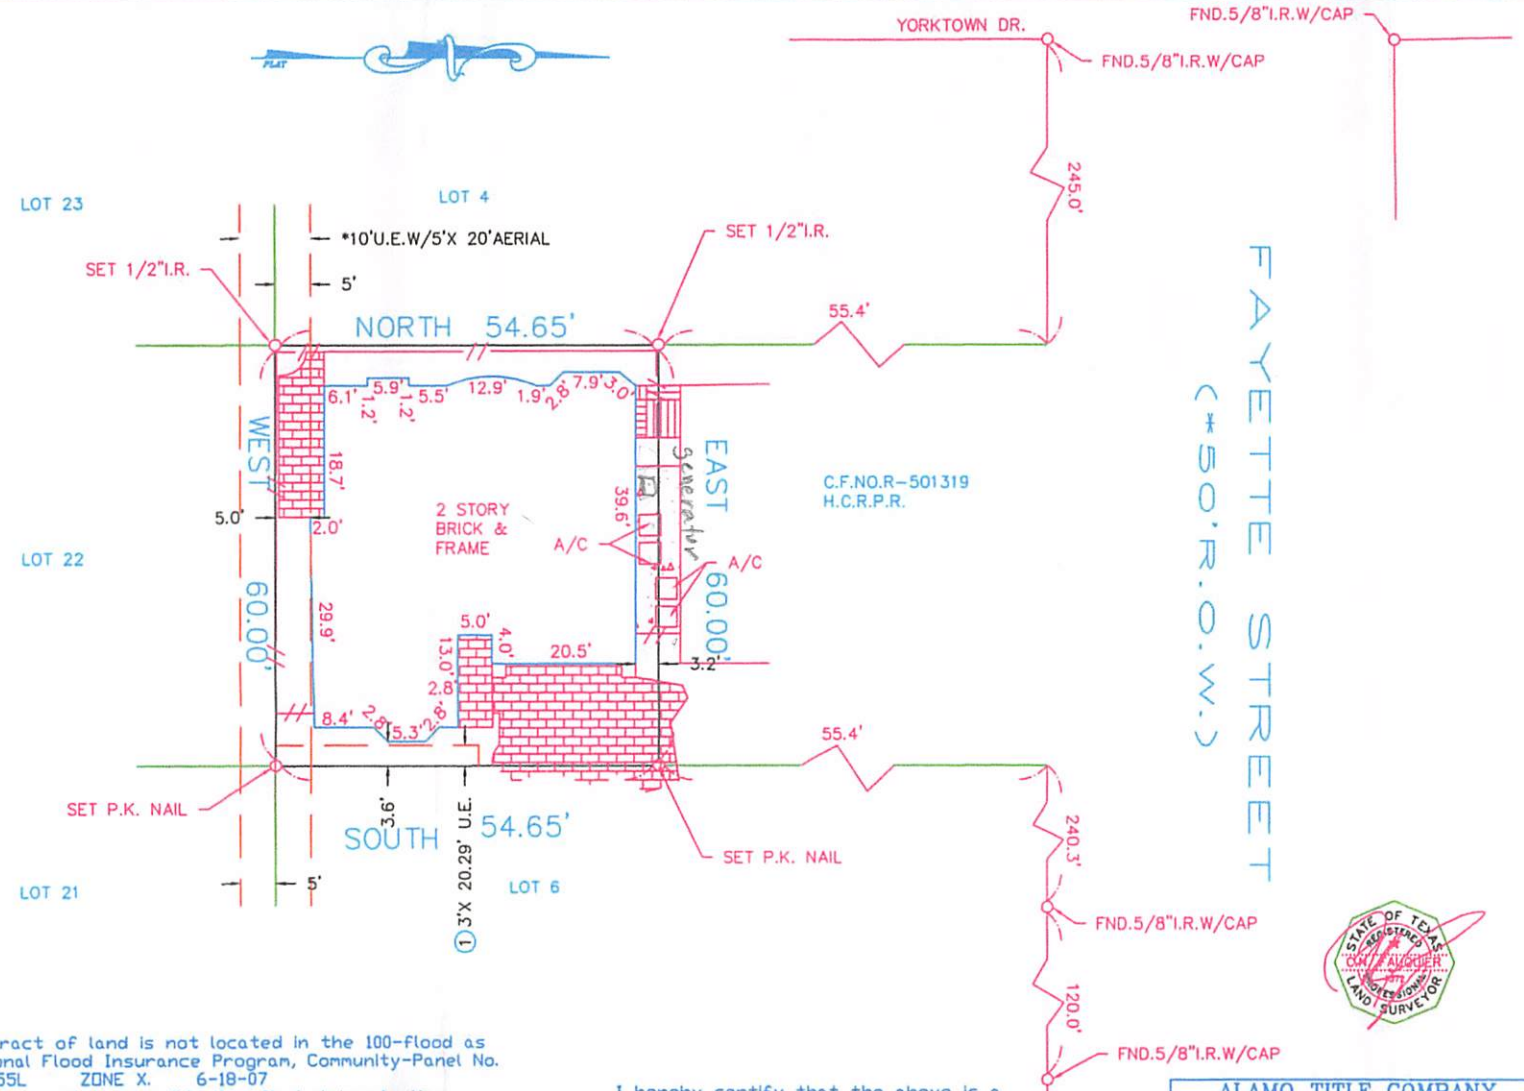 YORKTOWN DR.
FND.5/8"I.R.W/CAP
FND.5/8"I.R.W/CAP
PLAT
245.0'
LOT 23
LOT 4
*10'U.E.W/5'X 20'AERIAL
SET 1/2"I.R.
SET 1/2"I.R.
5'
NORTH 54.65'
55.4'
6.1'
1.2'
5.9'
1.2'
5.5'
12.9'
1.9'
2.8'
7.9'
3.0'
WEST 60.00'
18.7'
5.0'
2.0'
29.9'
2 STORY
BRICK &
FRAME
39.6'
A/C
A/C
generator
EAST 60.00'
C.F.NO.R-501319
H.C.R.P.R.
FAYETTE STREET
(*50'R.O.W.)
LOT 22
5.0'
4.0'
13.0'
2.8'
20.5'
3.2'
8.4'
2.8'
5.3'
2.8'
55.4'
SET P.K. NAIL
3.6'
SOUTH 54.65'
1 3'X 20.29' U.E.
SET P.K. NAIL
240.3'
LOT 21
5'
LOT 6
FND.5/8"I.R.W/CAP
STATE OF TEXAS
REGISTERED
PROFESSIONAL
LAND SURVEYOR
120.0'
FND.5/8"I.R.W/CAP
ract of land is not located in the 100-flood as
onal Flood Insurance Program, Community-Panel No.
55L ZONE X. 6-18-07
I hereby certify that the above is a
ALAMO TITLE COMPANY